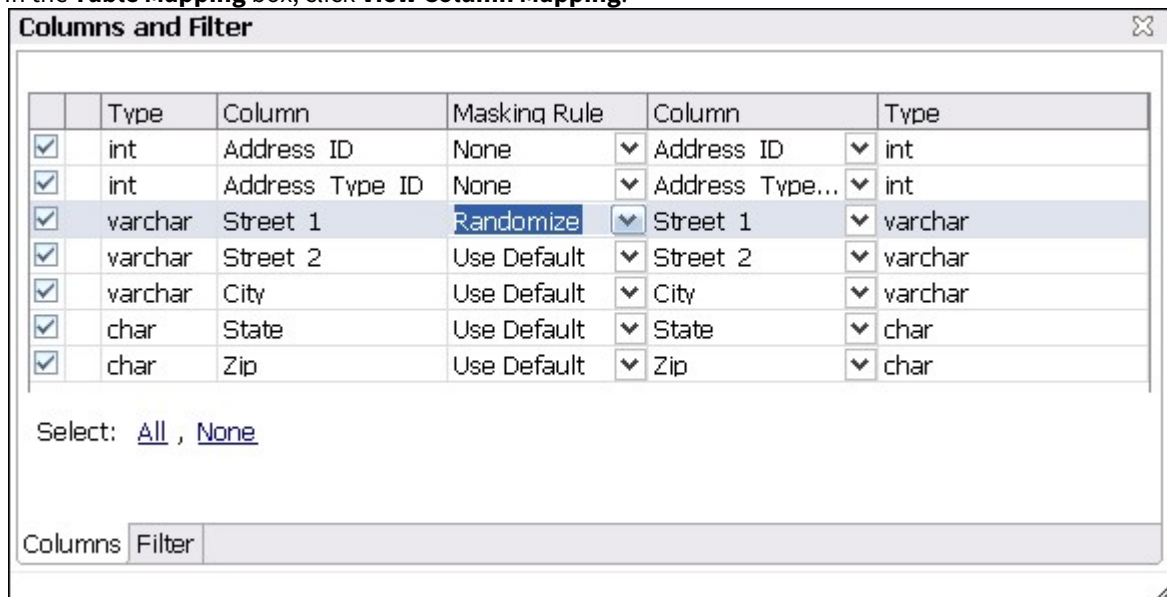 In the Table Mapping box, click View Column Mapping.
Columns and Filter
Type Column Masking Rule Column Type
int Address ID None Address ID int
int Address Type ID None Address Type... int
varchar Street 1 Randomize Street 1 varchar
varchar Street 2 Use Default Street 2 varchar
varchar City Use Default City varchar
char State Use Default State char
char Zip Use Default Zip char
Select: All , None
Columns Filter